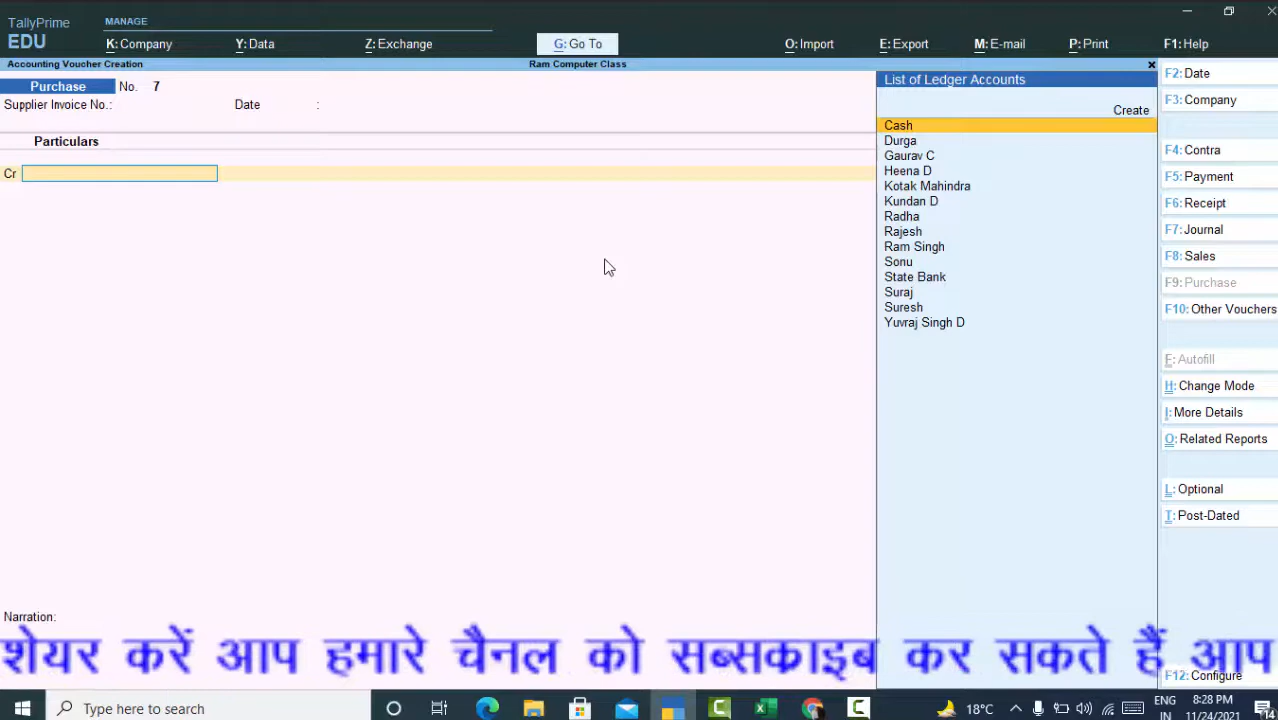 TallyPrime
EDU
MANAGE
K: Company
Y: Data
Z: Exchange
G: Go To
O: Import
E: Export
M: E-mail
P: Print
F1: Help
Accounting Voucher Creation
Ram Computer Class
Purchase No. 7
Supplier Invoice No.: Date :
Particulars
Cr
Narration:
List of Ledger Accounts
Create
Cash
Durga
Gaurav C
Heena D
Kotak Mahindra
Kundan D
Radha
Rajesh
Ram Singh
Sonu
State Bank
Suraj
Suresh
Yuvraj Singh D
F2: Date
F3: Company
F4: Contra
F5: Payment
F6: Receipt
F7: Journal
F8: Sales
F9: Purchase
F10: Other Vouchers
E: Autofill
H: Change Mode
I: More Details
O: Related Reports
L: Optional
T: Post-Dated
F12: Configure
शेयर करें आप हमारे चैनल को सब्सक्राइब कर सकते हैं आप
Type here to search
18°C
ENG
IN
8:28 PM
11/24/2021